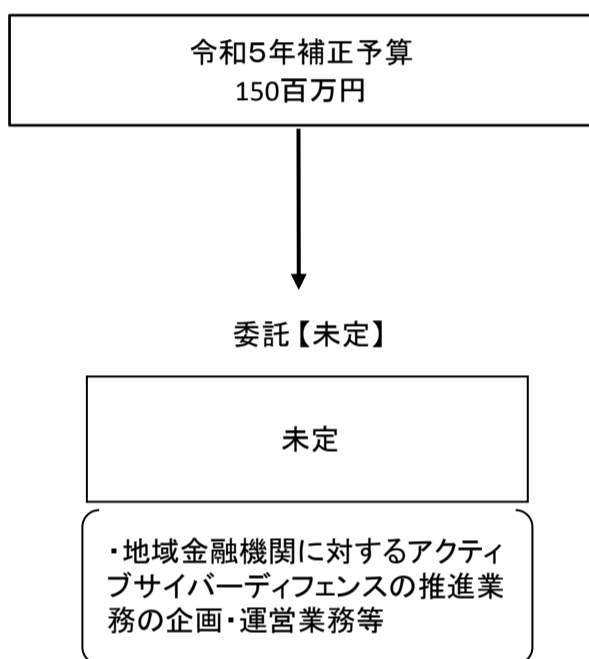 令和5年補正予算
150百万円
委託【未定】
未定
・地域金融機関に対するアクティ
ブサイバーディフェンスの推進業
務の企画・運営業務等